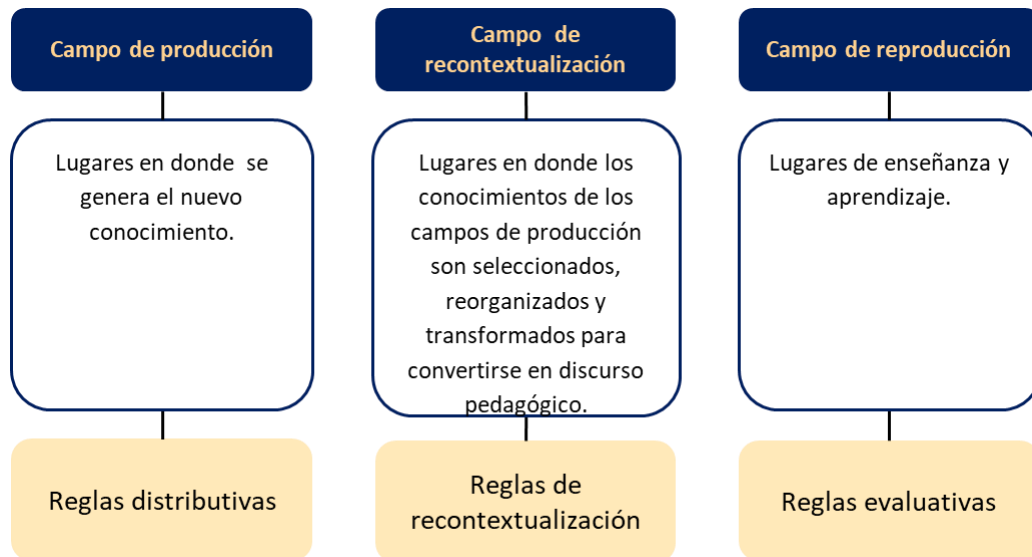 Campo de producción
Lugares en donde se
genera el nuevo
conocimiento.
Reglas distributivas
Campo de
recontextualización
Lugares en donde los
conocimientos de los
campos de producción
son seleccionados,
reorganizados y
transformados para
convertirse en discurso
pedagógico.
Reglas de
recontextualización
Campo de reproducción
Lugares de enseñanza y
aprendizaje.
Reglas evaluativas